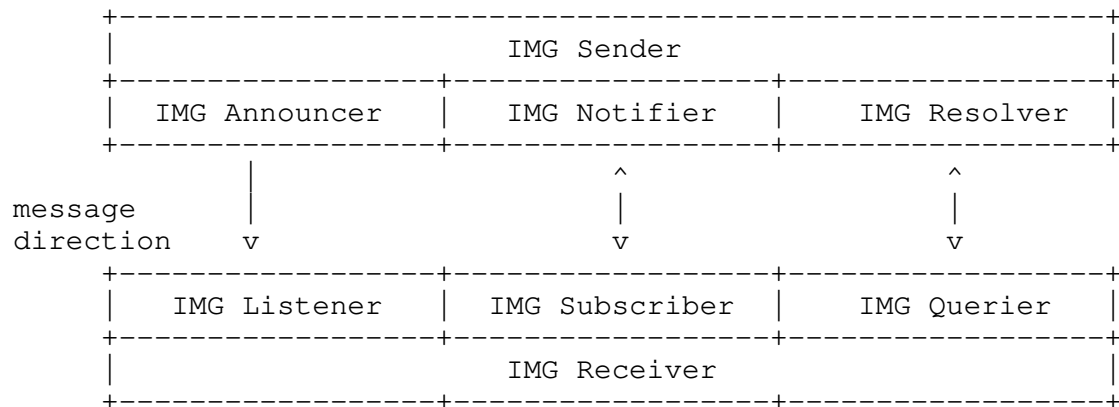 IMG Sender
IMG Announcer IMG Notifier IMG Resolver
message
direction
IMG Listener IMG Subscriber IMG Querier
IMG Receiver